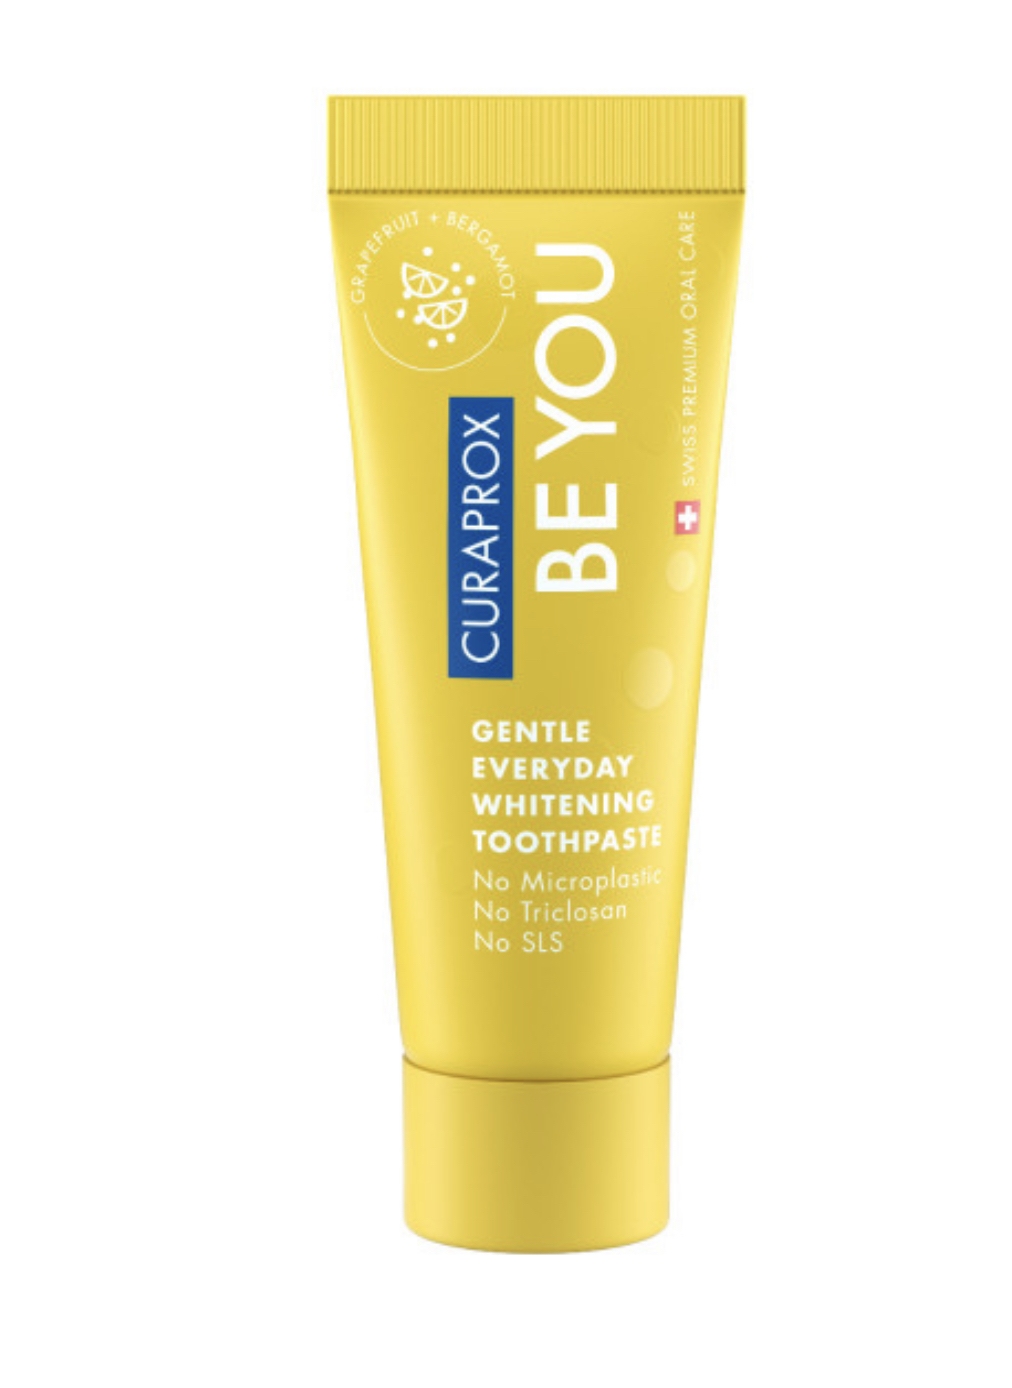 GRAPEFRUIT + BERGAMOT
CURAPROX
BE YOU
SWISS PREMIUM ORAL CARE
GENTLE
EVERYDAY
WHITENING
TOOTHPASTE
No Microplastic
No Triclosan
No SLS